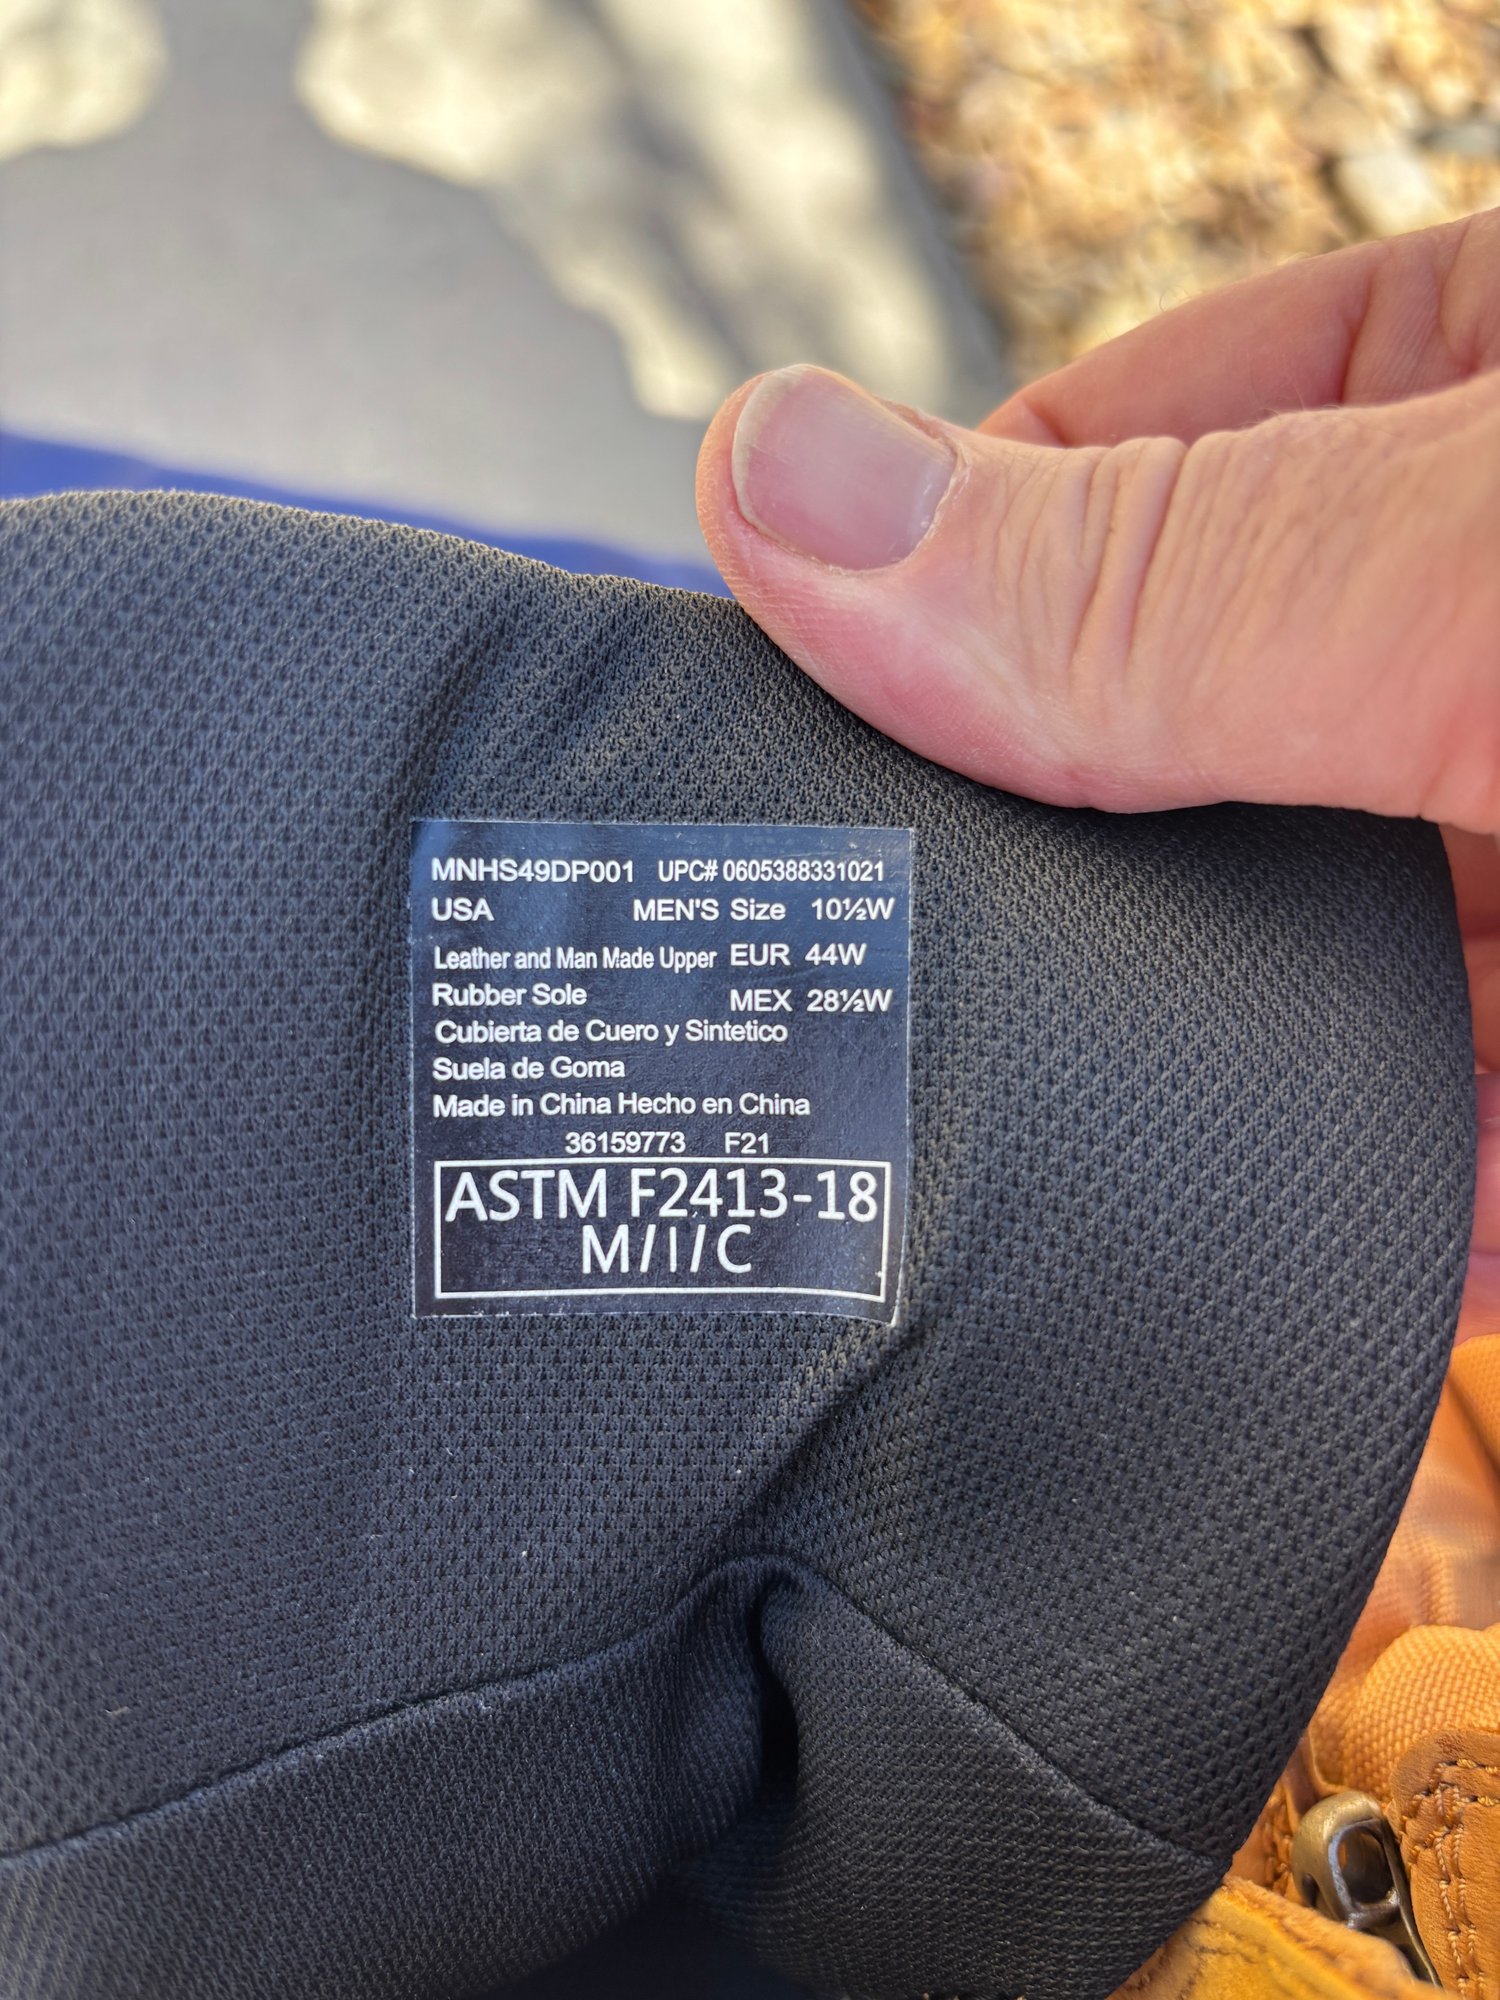 MNHS49DP001 UPC# 0605388331021
USA MEN'S Size 10½W
Leather and Man Made Upper EUR 44W
Rubber Sole MEX 28½W
Cubierta de Cuero y Sintetico
Suela de Goma
Made in China Hecho en China
36159773 F21
ASTM F2413-18
M/I/C